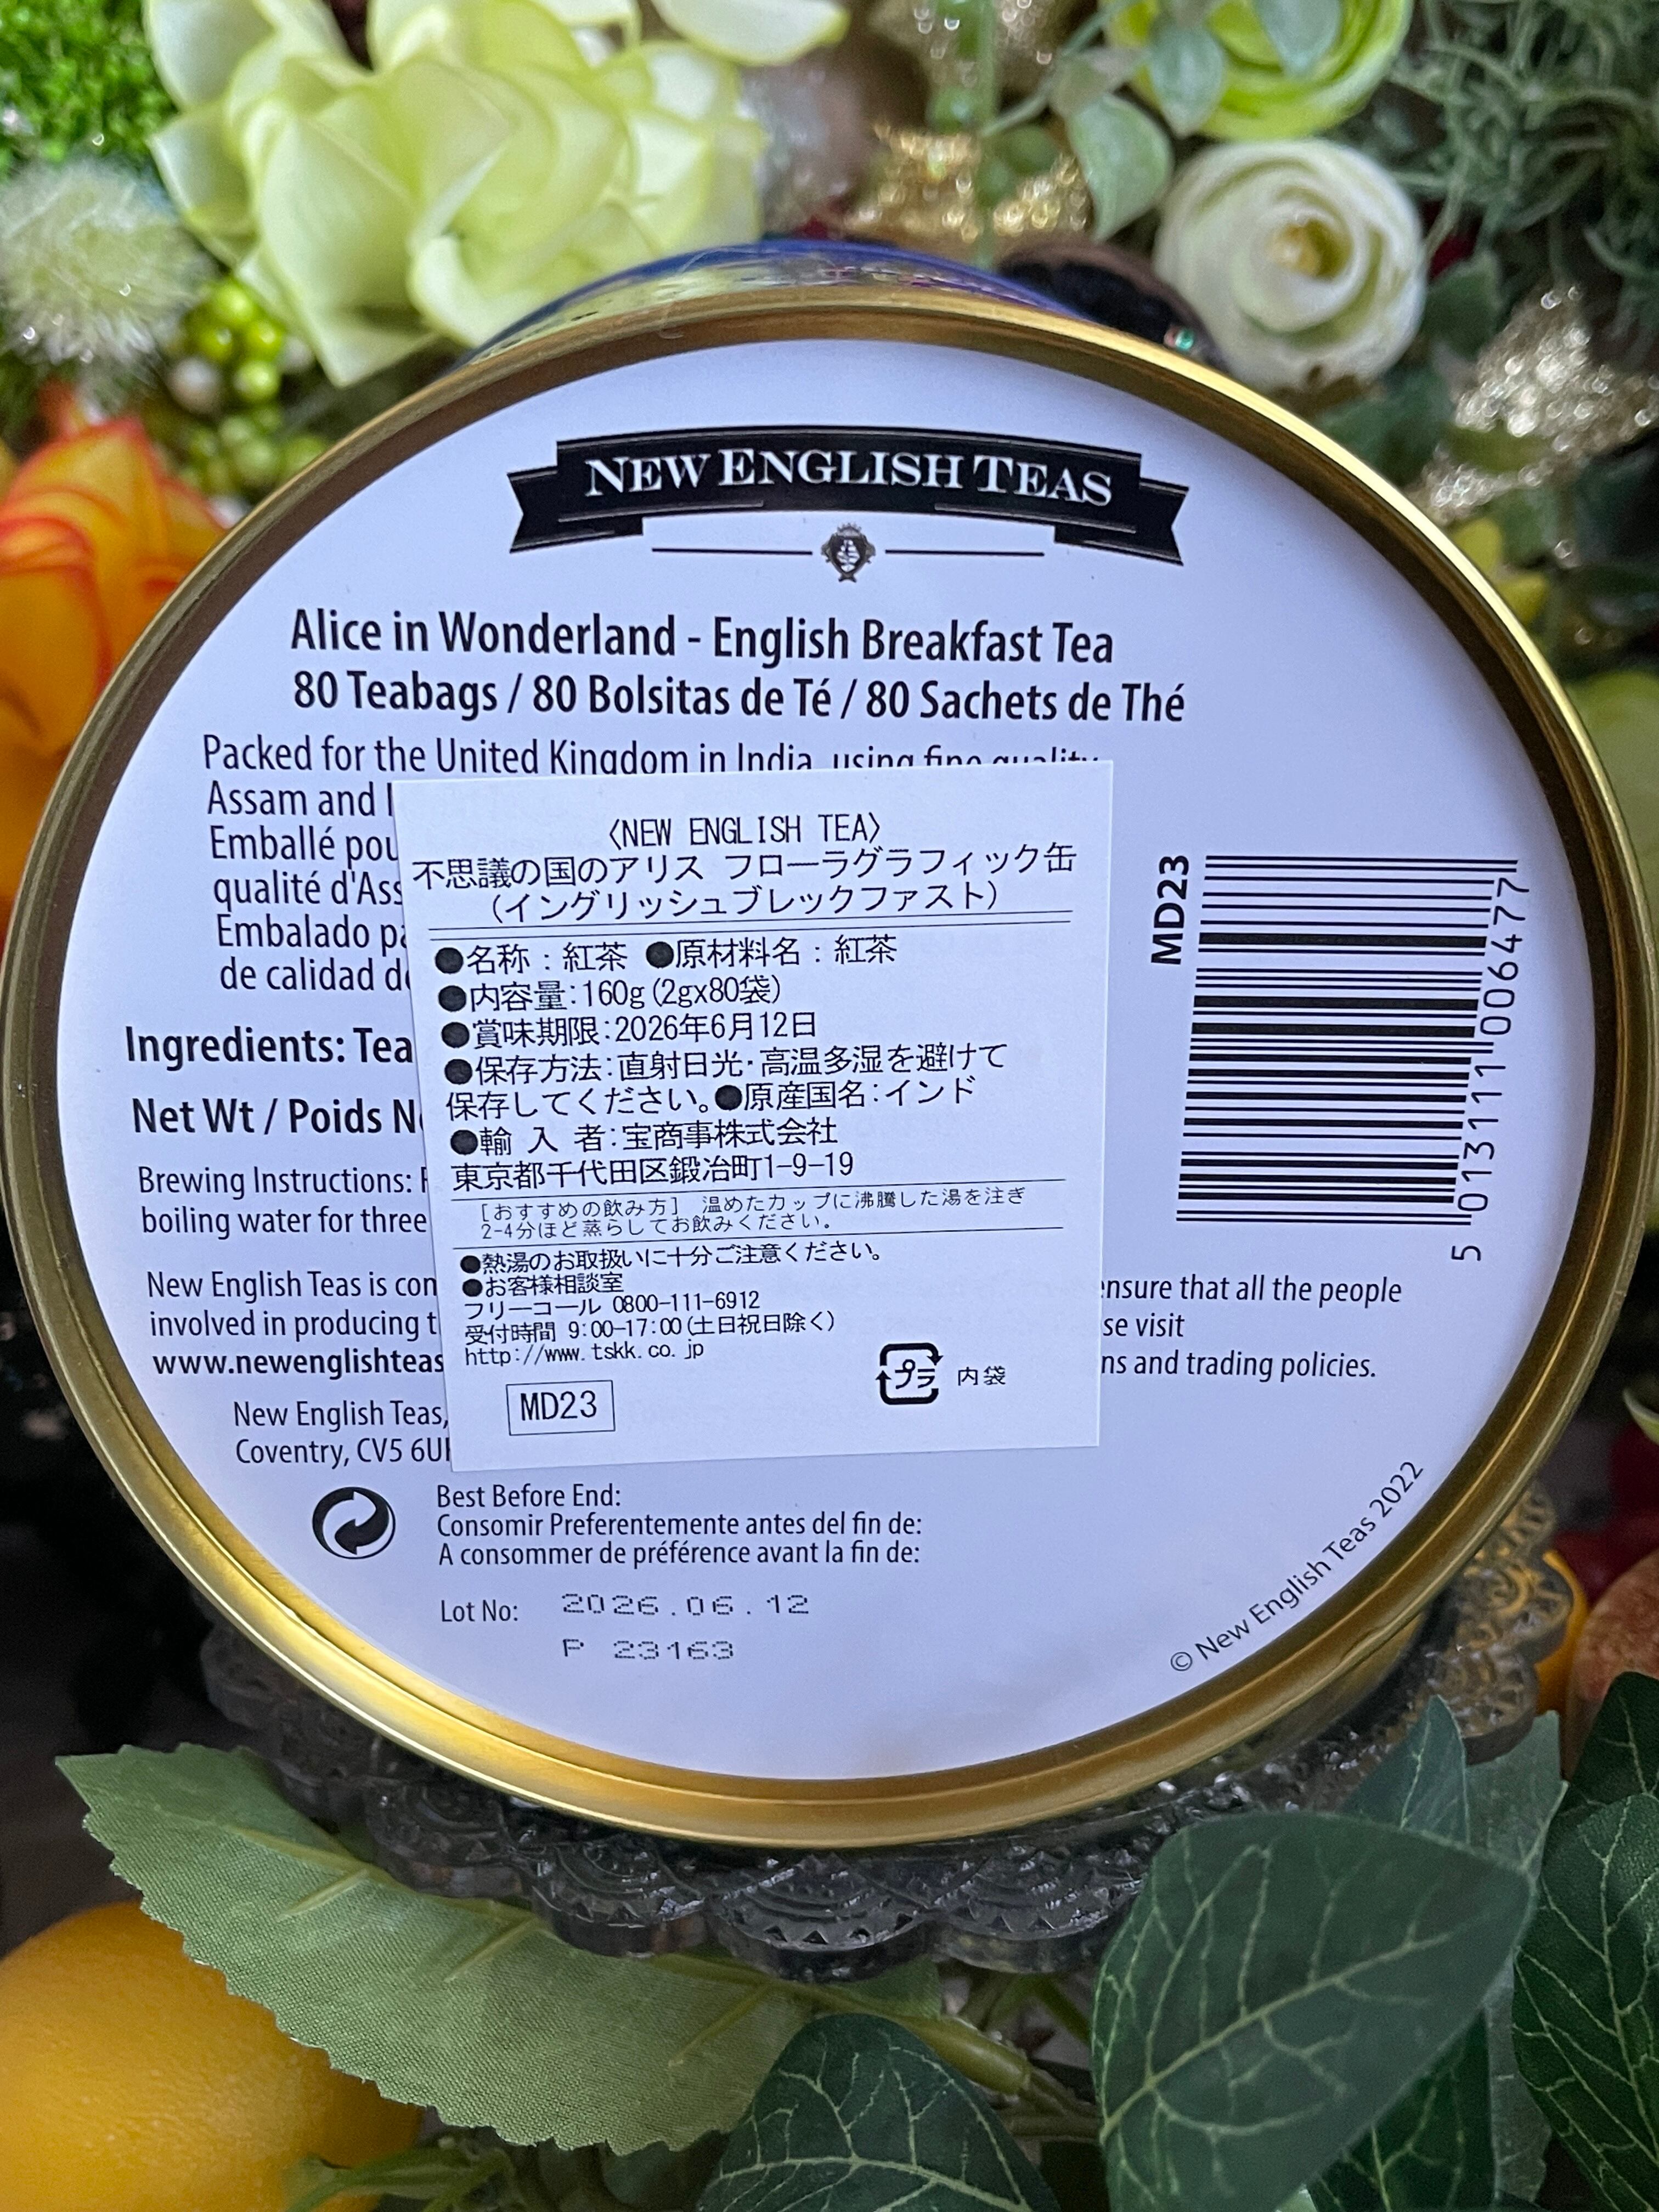 NEW ENGLISH TEAS
Alice in Wonderland - English Breakfast Tea
80 Teabags / 80 Bolsitas de Té / 80 Sachets de Thé
Packed for the United Kingdom in India, using fine quality
Assam and
Emballé pou
qualité d'Ass
Embalado pa
de calidad de
Ingredients: Tea
Net Wt / Poids N
Brewing Instructions:
boiling water for three
New English Teas is con
involved in producing t
www.newenglishteas
New English Teas,
Coventry, CV5 6U
〈NEW ENGLISH TEA〉
不思議の国のアリス フローラグラフィック缶
（イングリッシュブレックファスト）
●名称：紅茶 ●原材料名：紅茶
●内容量:160g(2gx80袋)
●賞味期限:2026年6月12日
●保存方法:直射日光・高温多湿を避けて
保存してください。●原産国名:インド
●輸 入 者:宝商事株式会社
東京都千代田区鍛冶町1-9-19
［おすすめの飲み方］ 温めたカップに沸騰した湯を注ぎ
2-4分ほど蒸らしてお飲みください。
●熱湯のお取扱いに十分ご注意ください。
●お客様相談室
フリーコール 0800-111-6912
受付時間 9:00-17:00(土日祝日除く)
http://www.tskk.co.jp
MD23
プラ 内袋
MD23
5 013111 006477
ensure that all the people
se visit
ns and trading policies.
Best Before End:
Consomir Preferentemente antes del fin de:
A consommer de préférence avant la fin de:
Lot No: 2026.06.12
P 23163
© New English Teas 2022